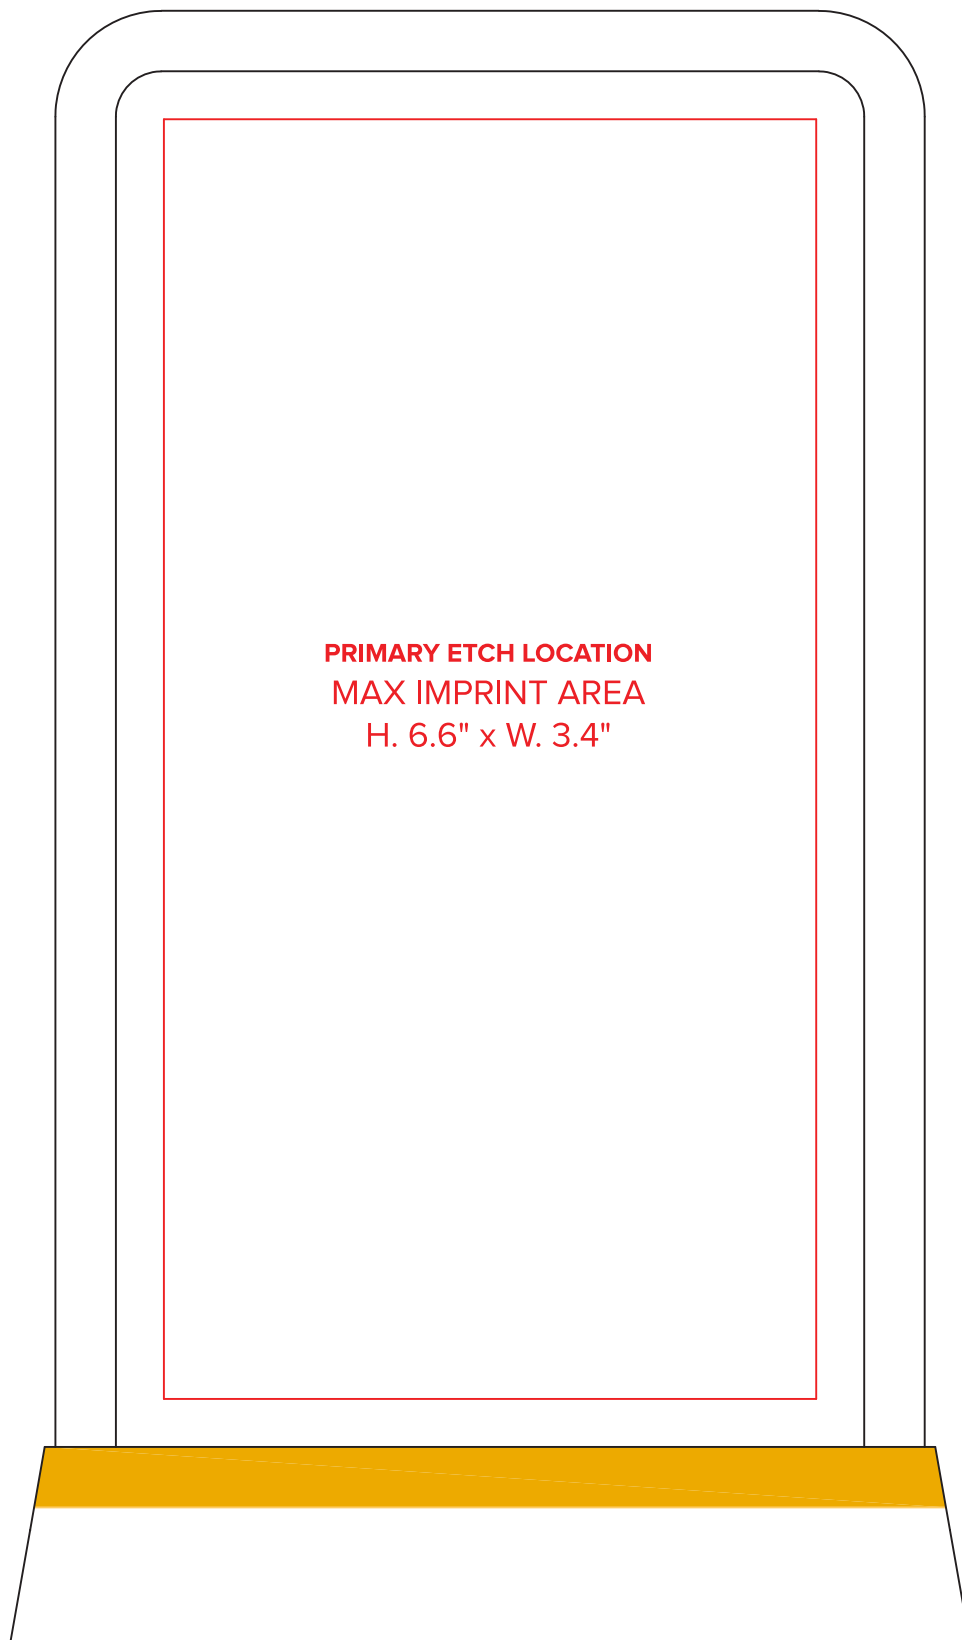 PRIMARY ETCH LOCATION
MAX IMPRINT AREA
H. 6.6" x W. 3.4"